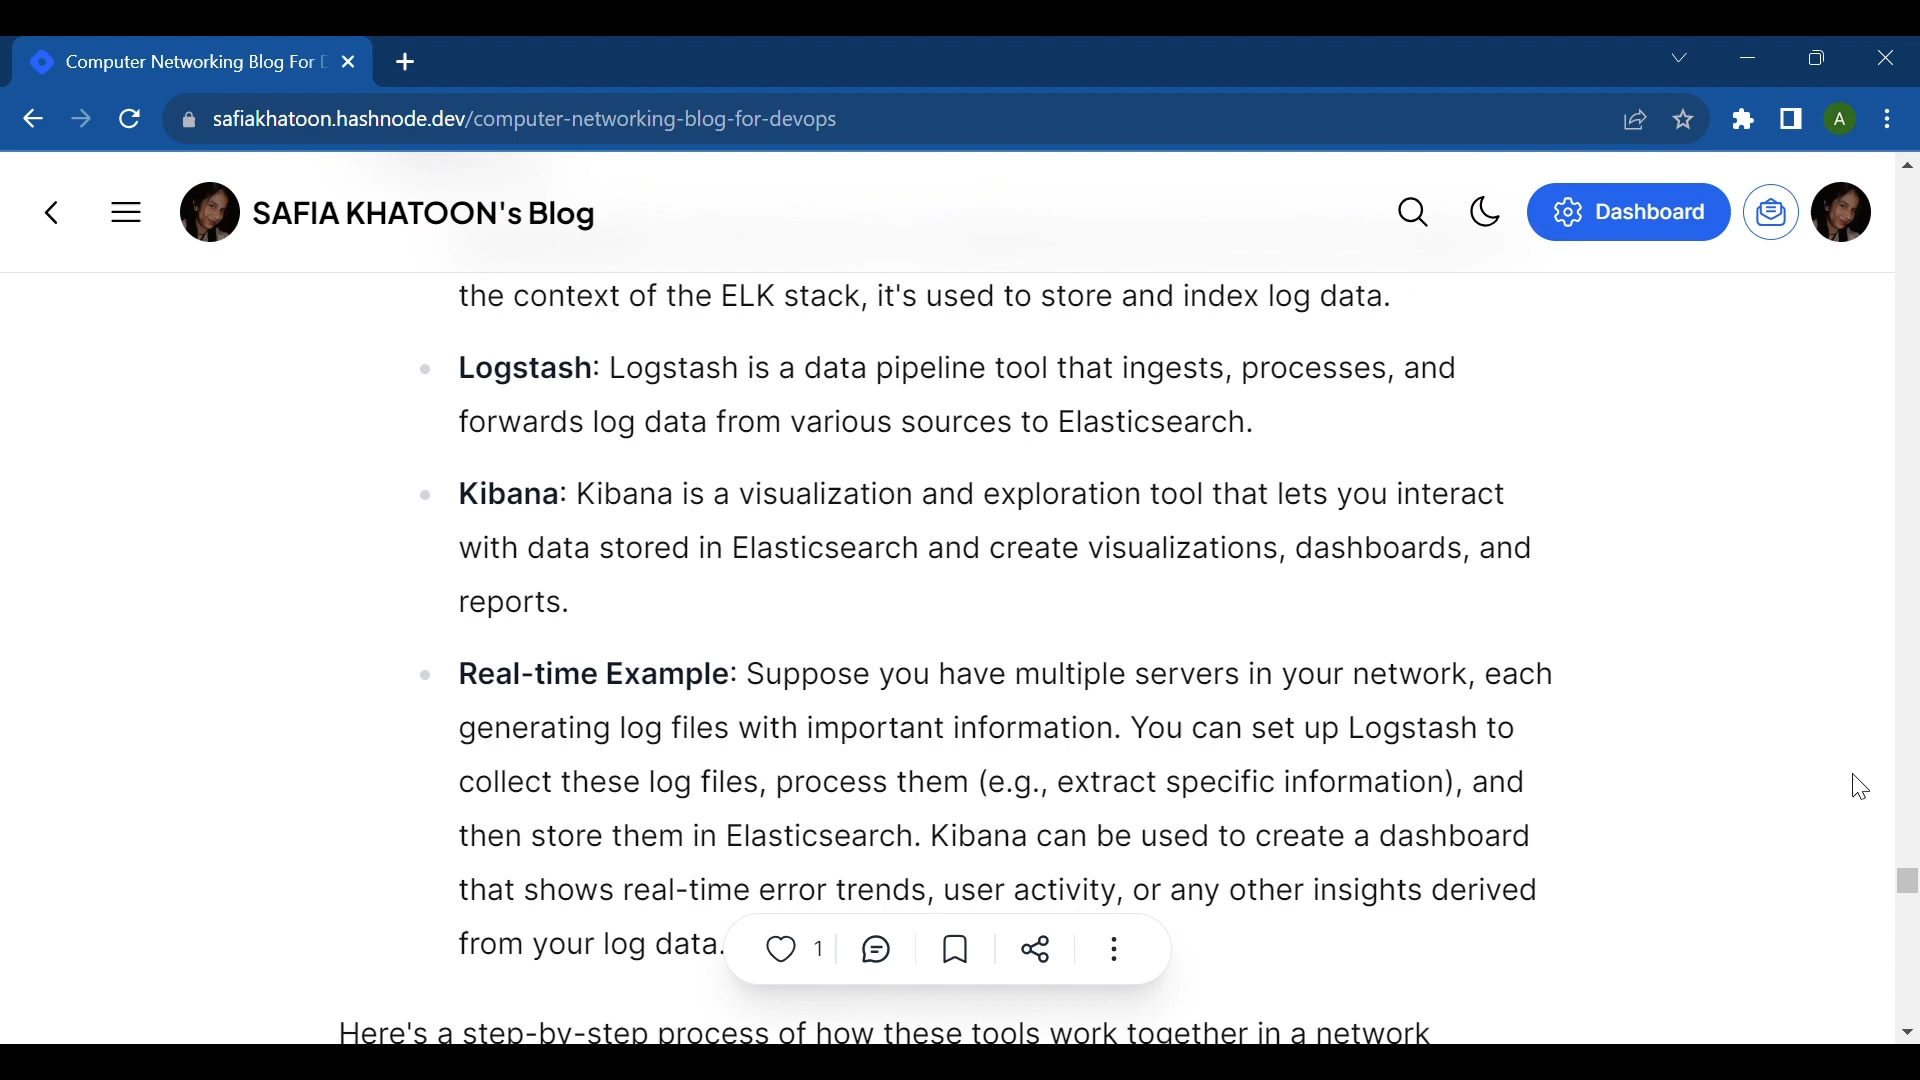 Computer Networking Blog For D
safiakhatoon.hashnode.dev/computer-networking-blog-for-devops
A
SAFIA KHATOON's Blog
Dashboard
the context of the ELK stack, it's used to store and index log data.
Logstash: Logstash is a data pipeline tool that ingests, processes, and
forwards log data from various sources to Elasticsearch.
Kibana: Kibana is a visualization and exploration tool that lets you interact
with data stored in Elasticsearch and create visualizations, dashboards, and
reports.
Real-time Example: Suppose you have multiple servers in your network, each
generating log files with important information. You can set up Logstash to
collect these log files, process them (e.g., extract specific information), and
then store them in Elasticsearch. Kibana can be used to create a dashboard
that shows real-time error trends, user activity, or any other insights derived
from your log data.
1
Here's a step-by-step process of how these tools work together in a network